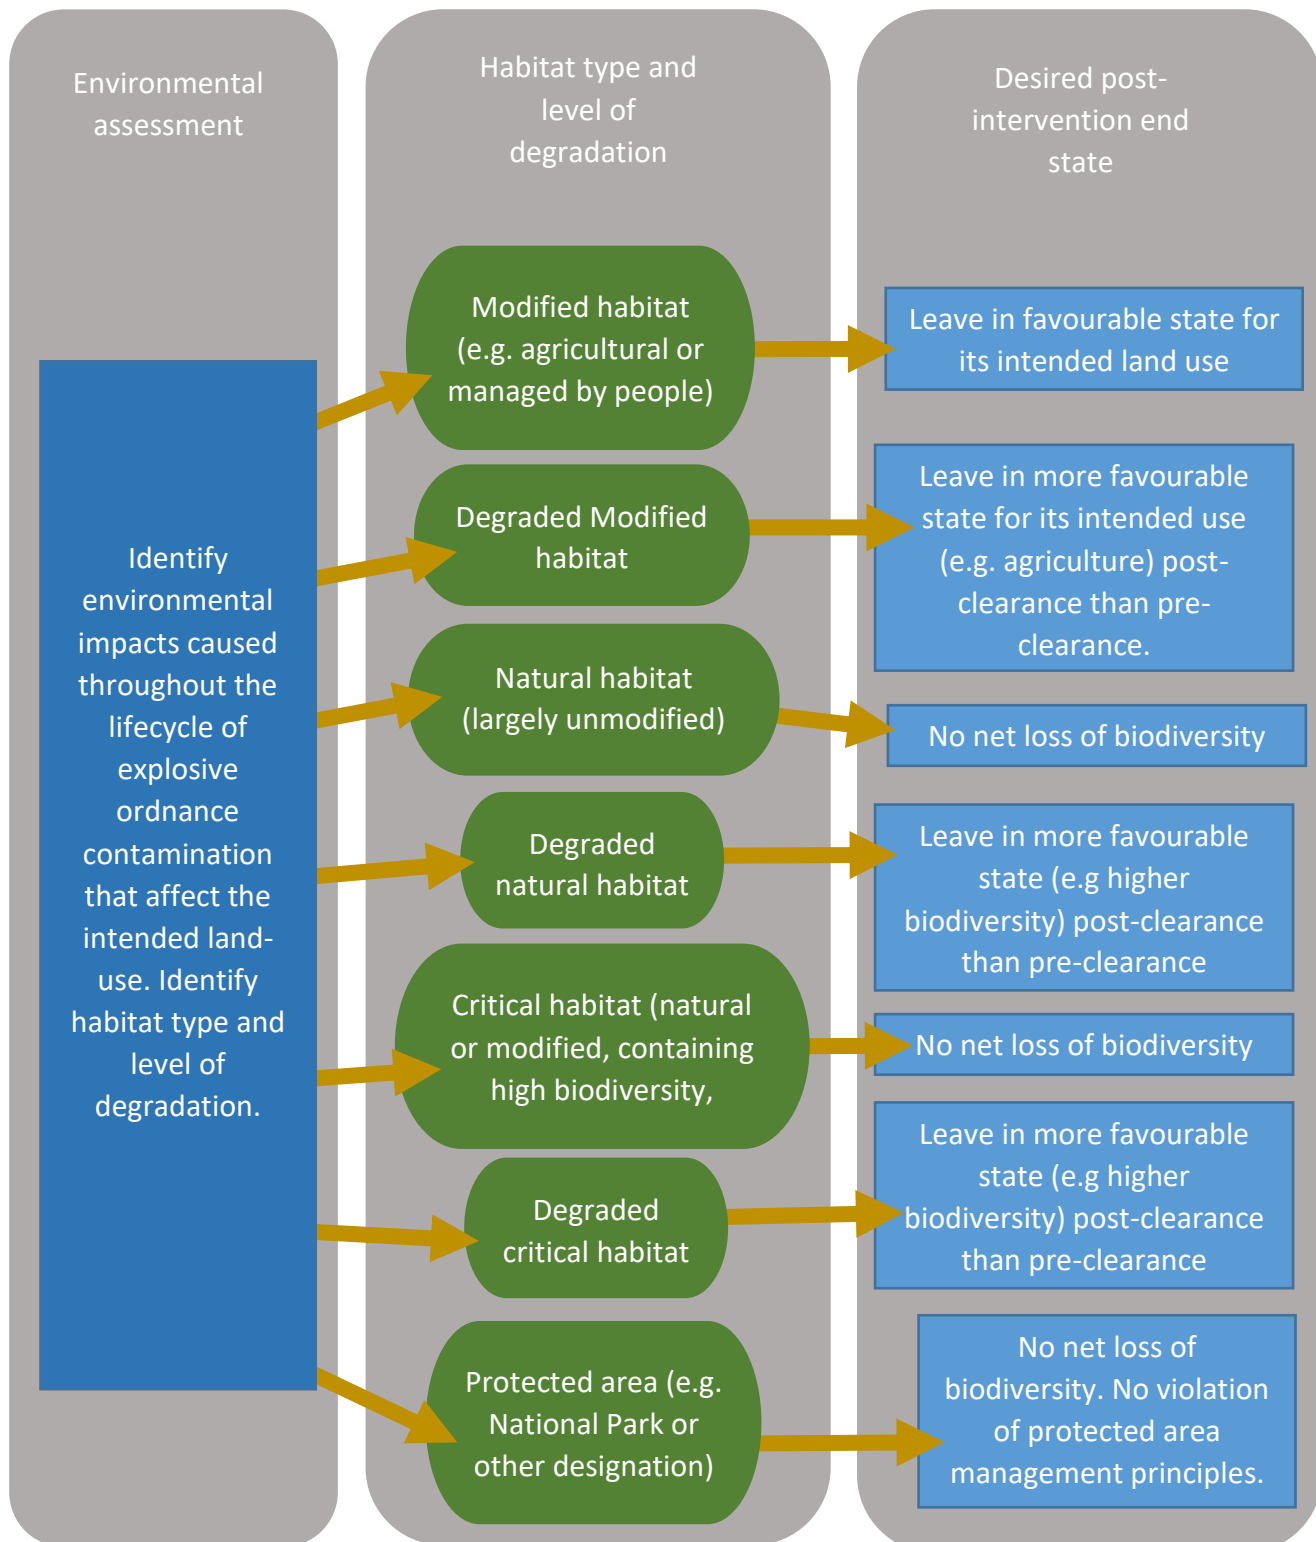 Environmental
assessment
Identify
environmental
impacts caused
throughout the
lifecycle of
explosive
ordnance
contamination
that affect the
intended land-
use. Identify
habitat type and
level of
degradation.
Habitat type and
level of
degradation
Modified habitat
(e.g. agricultural or
managed by people)
Degraded Modified
habitat
Natural habitat
(largely unmodified)
Degraded
natural habitat
Critical habitat (natural
or modified, containing
high biodiversity,
Degraded
critical habitat
Protected area (e.g.
National Park or
other designation)
Desired post-
intervention end
state
Leave in favourable state for
its intended land use
Leave in more favourable
state for its intended use
(e.g. agriculture) post-
clearance than pre-
clearance.
No net loss of biodiversity
Leave in more favourable
state (e.g higher
biodiversity) post-clearance
than pre-clearance
No net loss of biodiversity
Leave in more favourable
state (e.g higher
biodiversity) post-clearance
than pre-clearance
No net loss of
biodiversity. No violation
of protected area
management principles.